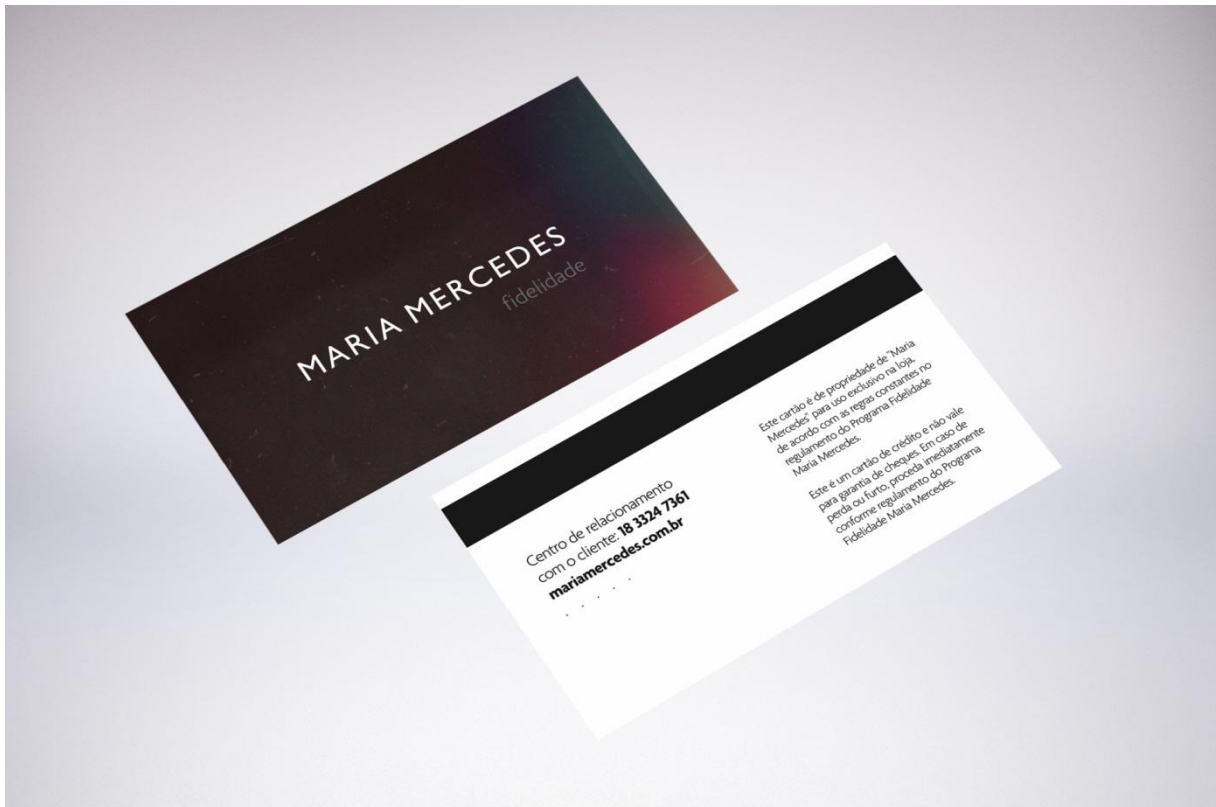 MARIA MERCEDES
fidelidade
Centro de relacionamento
com o cliente: 18 3324 7361
mariamercedes.com.br
. . . . .
Este cartão é de propriedade de "Maria
Mercedes" para uso exclusivo na loja,
de acordo com as regras constantes no
regulamento do Programa Fidelidade
Maria Mercedes.
Este é um cartão de crédito e não vale
para garantia de cheques. Em caso de
perda ou furto, proceda imediatamente
conforme regulamento do Programa
Fidelidade Maria Mercedes.